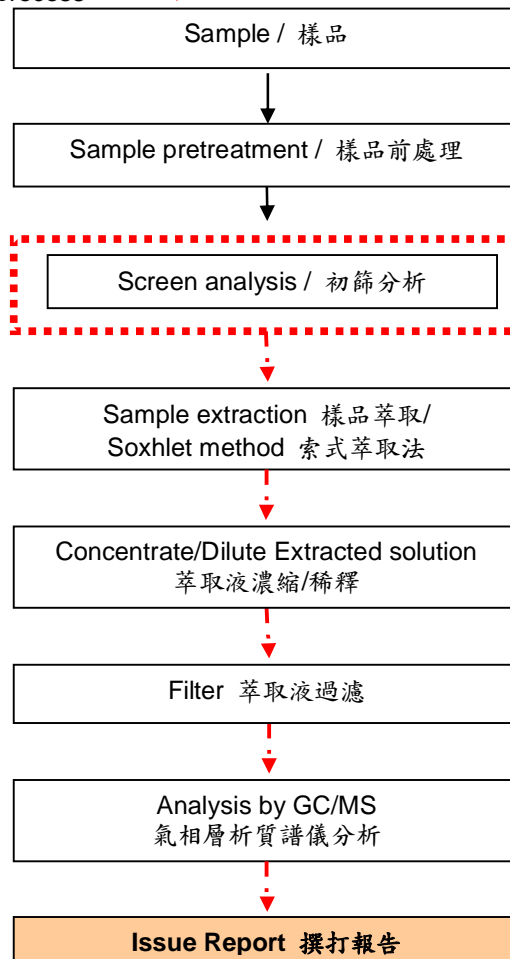 Sample / 樣品
Sample pretreatment / 樣品前處理
Screen analysis / 初篩分析
Sample extraction 樣品萃取/
Soxhlet method 索式萃取法
Concentrate/Dilute Extracted solution
萃取液濃縮/稀釋
Filter 萃取液過濾
Analysis by GC/MS
氣相層析質譜儀分析
Issue Report 撰打報告